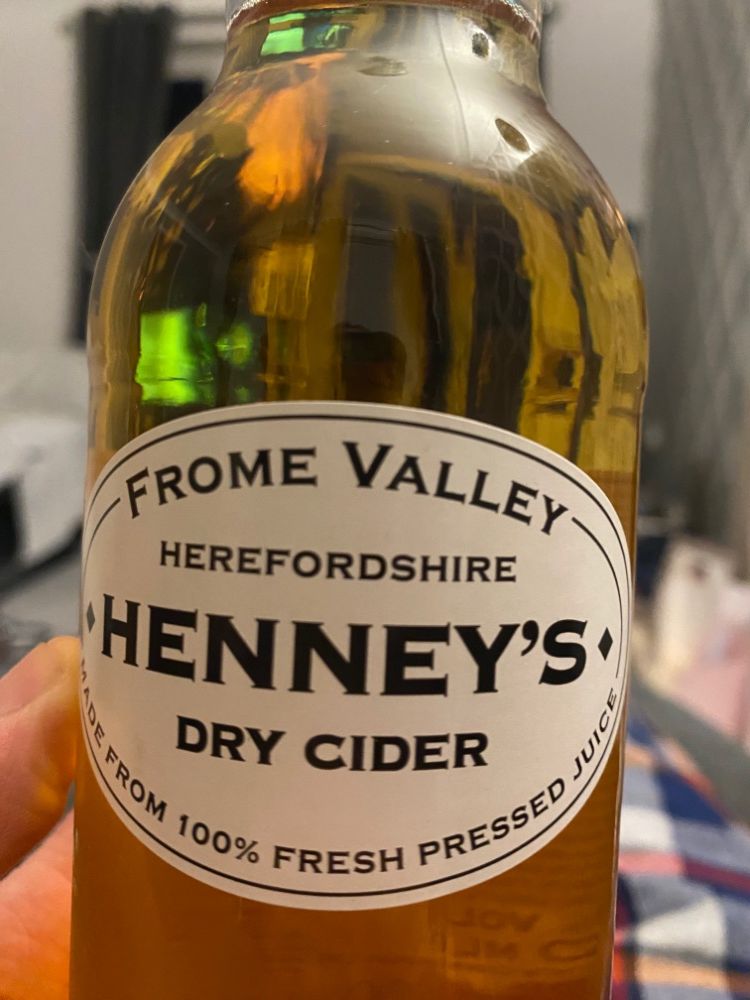 FROME VALLEY
HEREFORDSHIRE
HENNEY'S
DRY CIDER
MADE FROM 100% FRESH PRESSED JUICE